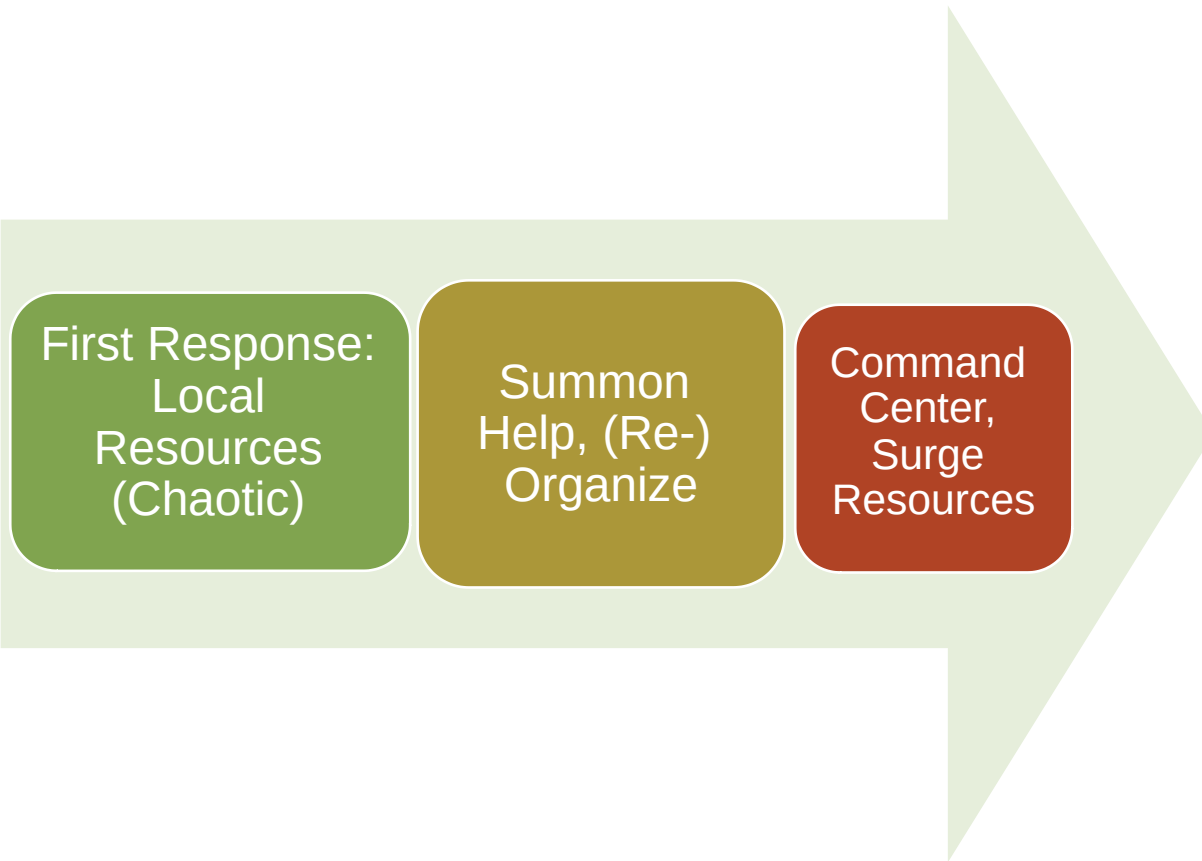 First Response:
Local
Resources
(Chaotic)
Summon
Help, (Re-)
Organize
Command
Center,
Surge
Resources